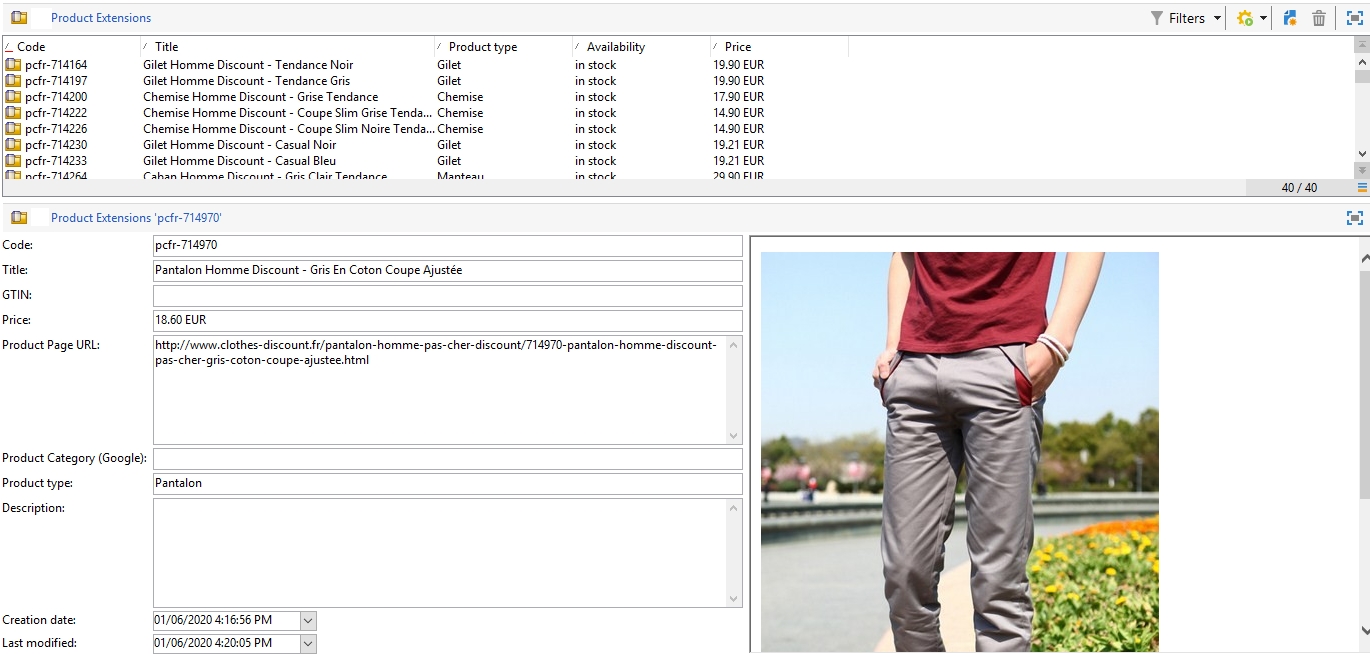 Product Extensions
Filters
Code Title Product type Availability Price
pcfr-714164 Gilet Homme Discount - Tendance Noir Gilet in stock 19.90 EUR
pcfr-714197 Gilet Homme Discount - Tendance Gris Gilet in stock 19.90 EUR
pcfr-714200 Chemise Homme Discount - Grise Tendance Chemise in stock 17.90 EUR
pcfr-714222 Chemise Homme Discount - Coupe Slim Grise Tenda... Chemise in stock 14.90 EUR
pcfr-714226 Chemise Homme Discount - Coupe Slim Noire Tenda... Chemise in stock 14.90 EUR
pcfr-714230 Gilet Homme Discount - Casual Noir Gilet in stock 19.21 EUR
pcfr-714233 Gilet Homme Discount - Casual Bleu Gilet in stock 19.21 EUR
pcfr-714264 Caban Homme Discount - Gris Clair Tendance Manteau in stock 29.90 EUR
40 / 40
Product Extensions 'pcfr-714970'
Code: pcfr-714970
Title: Pantalon Homme Discount - Gris En Coton Coupe Ajustée
GTIN:
Price: 18.60 EUR
Product Page URL: http://www.clothes-discount.fr/pantalon-homme-pas-cher-discount/714970-pantalon-homme-discount-
pas-cher-gris-coton-coupe-ajustee.html
Product Category (Google):
Product type: Pantalon
Description:
Creation date: 01/06/2020 4:16:56 PM
Last modified: 01/06/2020 4:20:05 PM